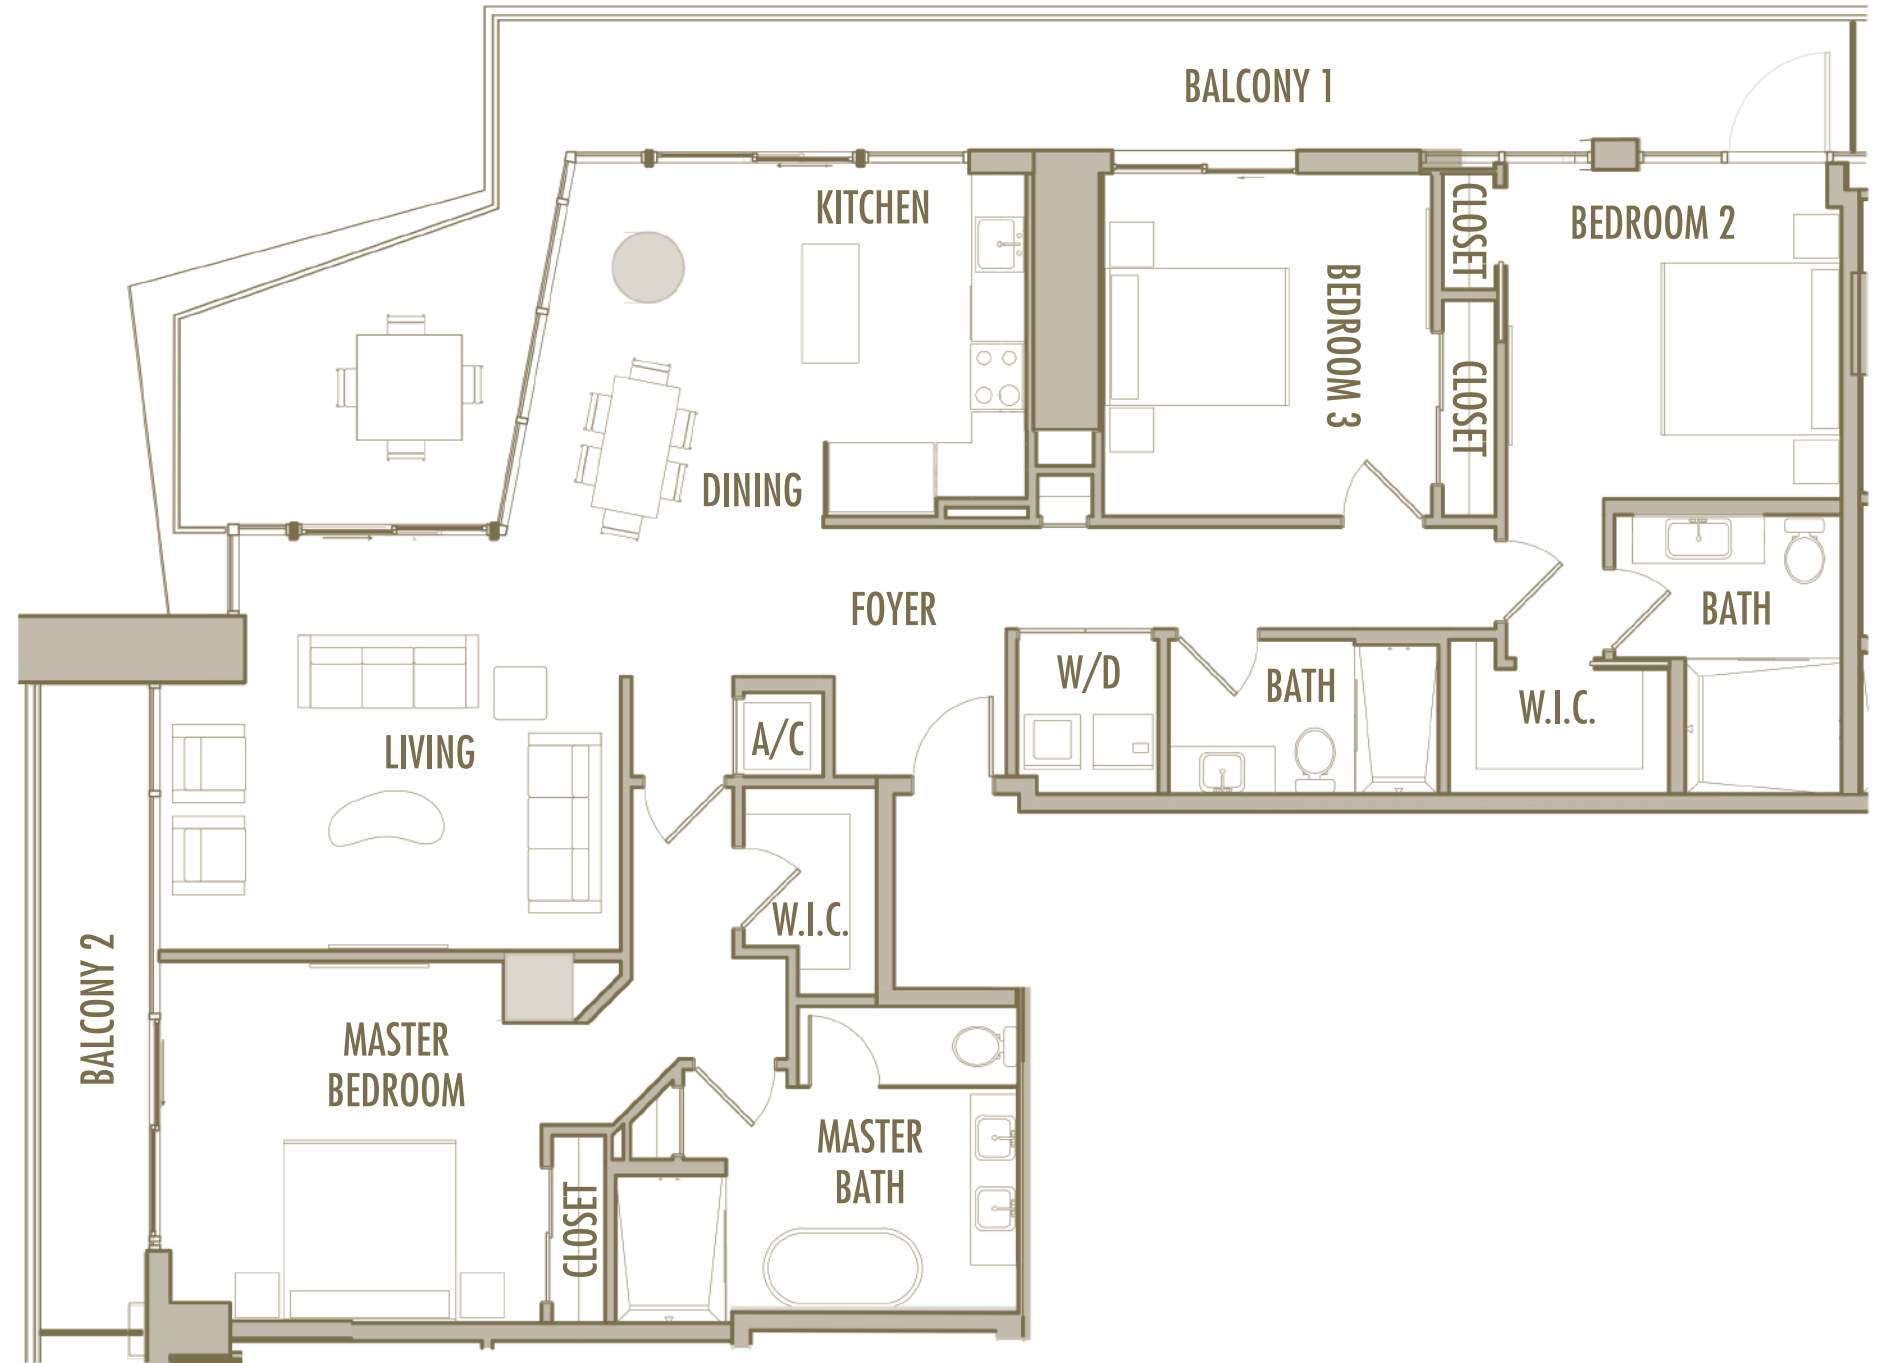 BALCONY 1
KITCHEN
CLOSET
BEDROOM 2
BEDROOM 3
CLOSET
DINING
FOYER
BATH
W/D
BATH
W.I.C.
A/C
LIVING
W.I.C.
BALCONY 2
MASTER
BEDROOM
MASTER
BATH
CLOSET